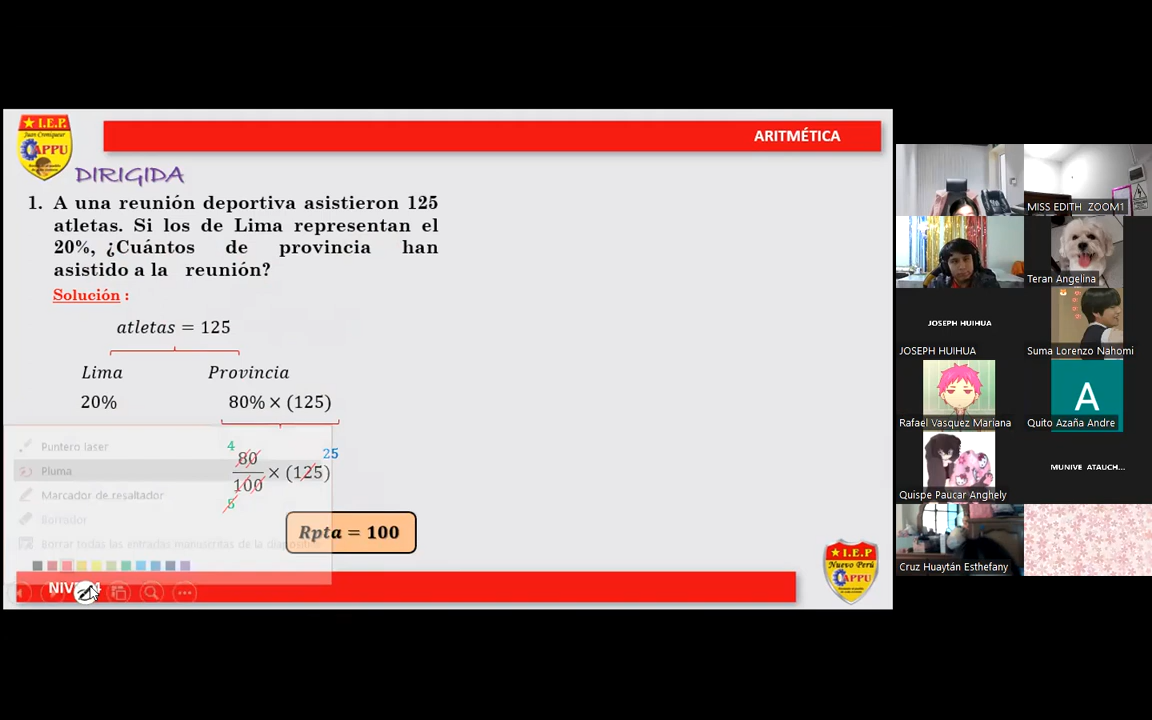 I.E.P.
Juan Croniqueur
CAPPU
ARITMÉTICA
DIRIGIDA
1. A una reunión deportiva asistieron 125
atletas. Si los de Lima representan el
20%, ¿Cuántos de provincia han
asistido a la reunión?
Solución :
atletas = 125
Lima Provincia
20% 80% × (125)
4 25
80
100 × (125)
5
Rpta = 100
Puntero láser
Pluma
Marcador de resaltador
Borrador
Borrar todas las entradas manuscritas de la
I.E.P
Nuevo Perú
CAPPU
MISS EDITH ZOOM1
Teran Angelina
JOSEPH HUIHUA
JOSEPH HUIHUA
Suma Lorenzo Nahomi
Rafael Vasquez Mariana
A
Quito Azaña Andre
Quispe Paucar Anghely
MUNIVE ATAUCH...
Cruz Huaytán Esthefany